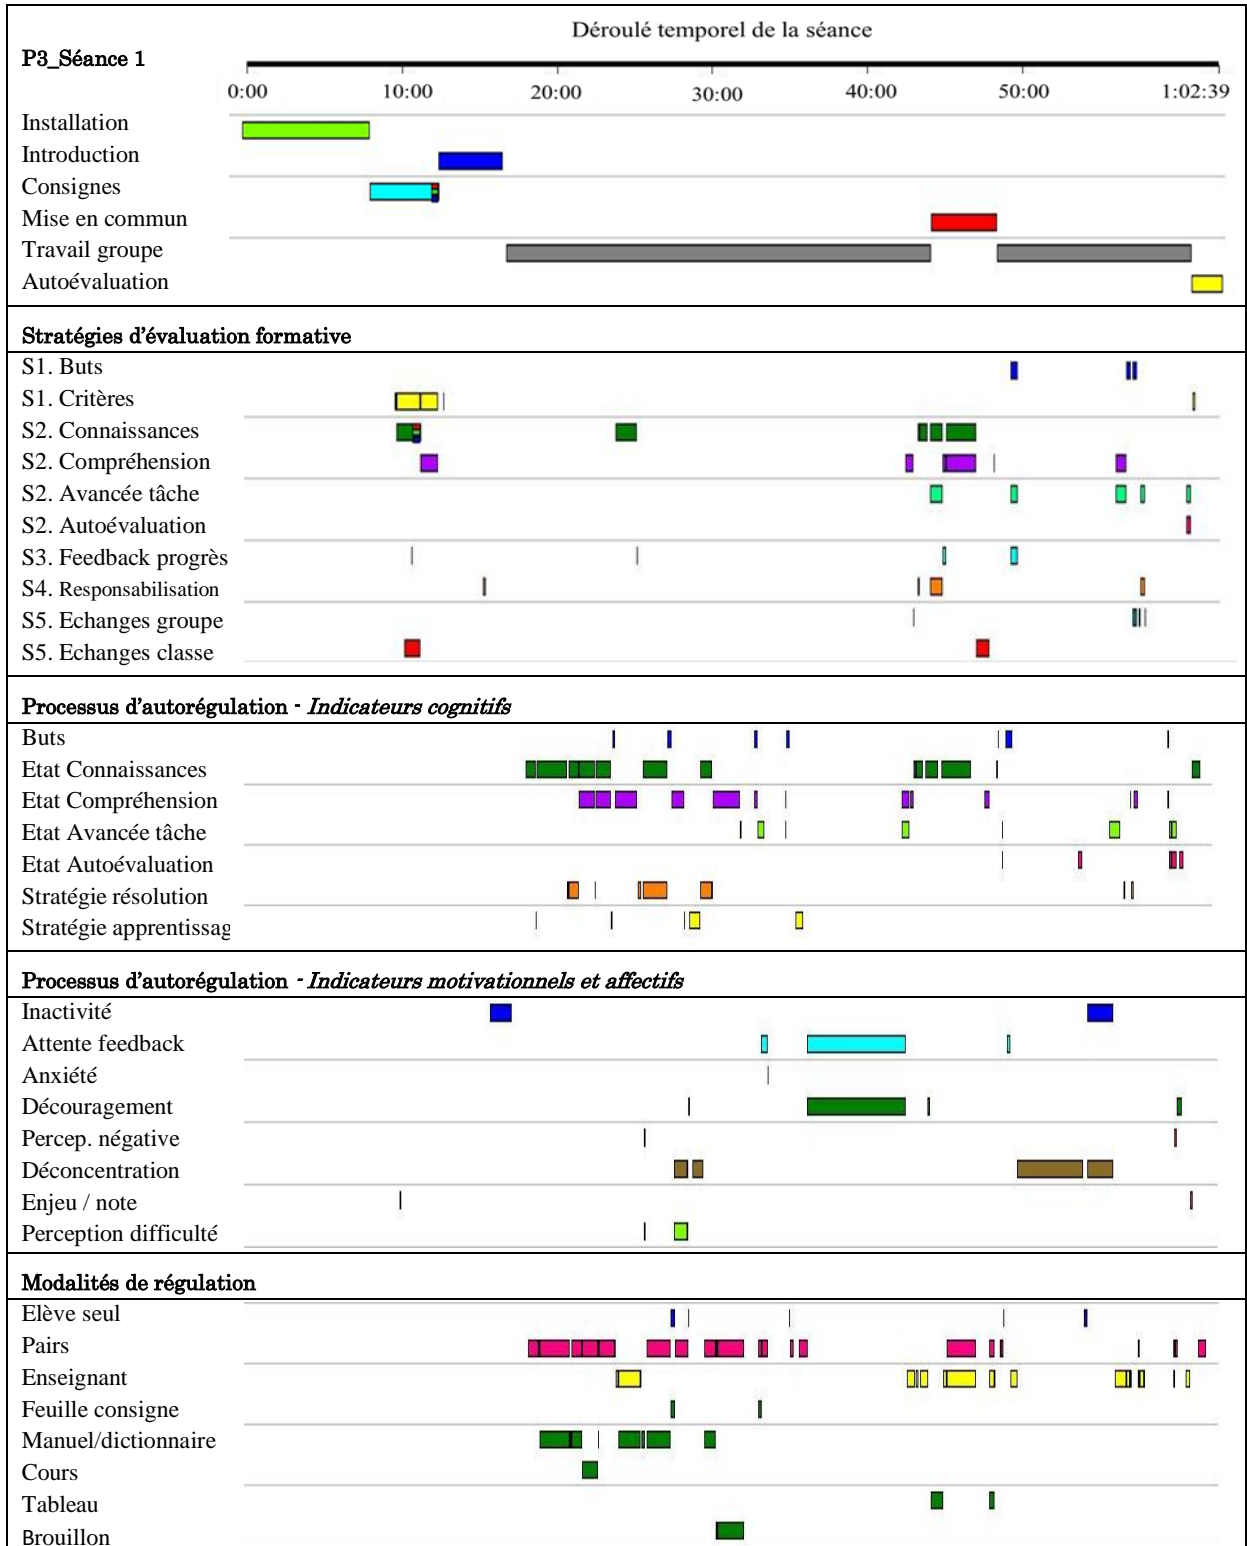 Déroulé temporel de la séance
P3_Séance 1
0:00 10:00 20:00 30:00 40:00 50:00 1:02:39
Installation
Introduction
Consignes
Mise en commun
Travail groupe
Autoévaluation
Stratégies d'évaluation formative
S1. Buts
S1. Critères
S2. Connaissances
S2. Compréhension
S2. Avancée tâche
S2. Autoévaluation
S3. Feedback progrès
S4. Responsabilisation
S5. Echanges groupe
S5. Echanges classe
Processus d'autorégulation - Indicateurs cognitifs
Buts
Etat Connaissances
Etat Compréhension
Etat Avancée tâche
Etat Autoévaluation
Stratégie résolution
Stratégie apprentissag
Processus d'autorégulation - Indicateurs motivationnels et affectifs
Inactivité
Attente feedback
Anxiété
Découragement
Percep. négative
Déconcentration
Enjeu / note
Perception difficulté
Modalités de régulation
Elève seul
Pairs
Enseignant
Feuille consigne
Manuel/dictionnaire
Cours
Tableau
Brouillon